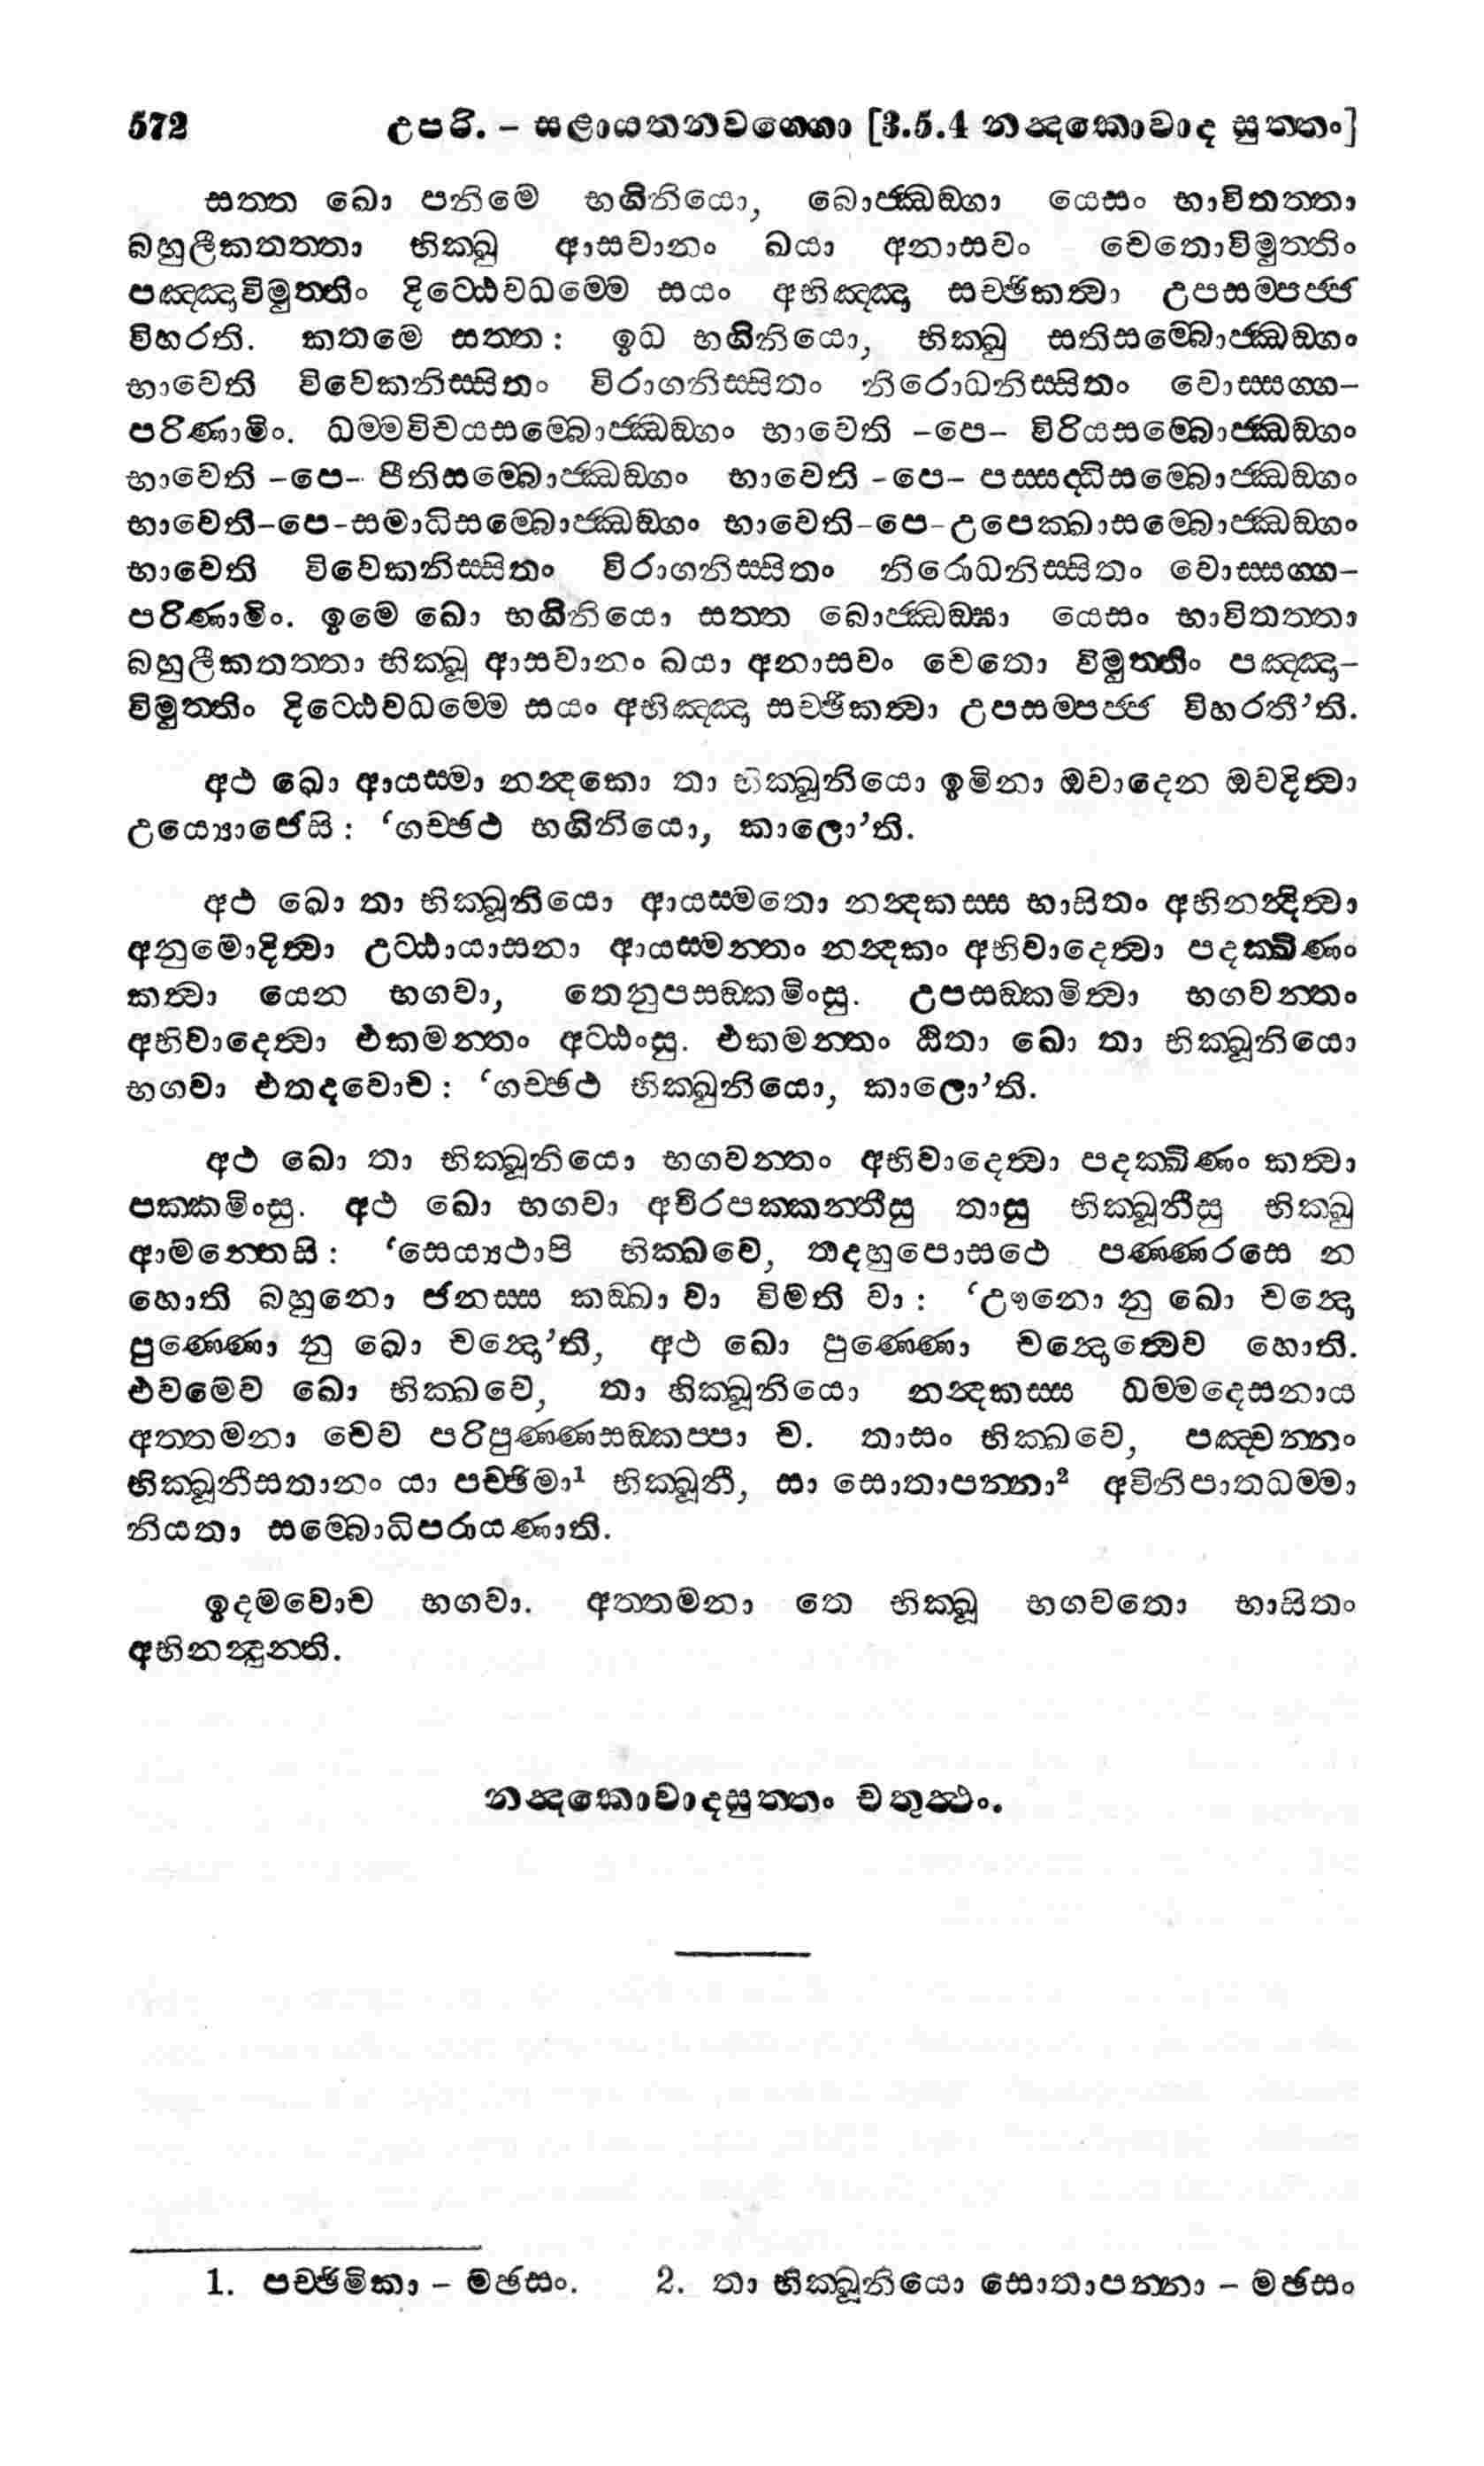 572 උපරි. – සළායතනවග්ගො [3.5.4 නන්දකොවාද සුත්තං]
සත්ත ඛො පනිමෙ භගිනියො, බොජ්ඣඞ්ගා යෙසං භාවිතත්තා
බහුලීකතත්තා භික්ඛු ආසවානං ඛයා අනාසවං චෙතොවිමුත්තිං
පඤ්ඤාවිමුත්තිං දිට්ඨෙවධම්මෙ සයං අභිඤ්ඤා සච්ඡිකත්වා උපසම්පජ්ජ
විහරති. කතමෙ සත්ත: ඉධ භගිනියො, භික්ඛු සතිසම්බොජ්ඣඞ්ගං
භාවෙති විවේකනිස්සිතං විරාගනිස්සිතං නිරොධනිස්සිතං වොස්සග්ග-
පරිණාමිං. ධම්මවිචයසම්බොජ්ඣඞ්ගං භාවෙති -පෙ- විරියසම්බොජ්ඣඞ්ගං
භාවෙති -පෙ- පීතිසම්බොජ්ඣඞ්ගං භාවෙති -පෙ- පස්සද්ධිසම්බොජ්ඣඞ්ගං
භාවෙති-පෙ-සමාධිසම්බොජ්ඣඞ්ගං භාවෙති-පෙ-උපෙක්ඛාසම්බොජ්ඣඞ්ගං
භාවෙති විවේකනිස්සිතං විරාගනිස්සිතං නිරොධනිස්සිතං වොස්සග්ග-
පරිණාමිං. ඉමෙ ඛො භගිනියො සත්ත බොජ්ඣඞ්ඝා යෙසං භාවිතත්තා
බහුලීකතත්තා භික්ඛූ ආසවානං ඛයා අනාසවං චෙතො විමුත්තිං පඤ්ඤා-
විමුත්තිං දිට්ඨෙවධම්මෙ සයං අභිඤ්ඤා සච්ඡිකත්වා උපසම්පජ්ජ විහරතී’ති.
අථ ඛො ආයස්මා නන්දකො තා භික්ඛූනියො ඉමිනා ඔවාදෙන ඔවදිත්වා
උය්‍යොජෙසි: ‘ගච්ඡථ භගිනියො, කාලො’ති.
අථ ඛො තා භික්ඛූනියො ආයස්මතො නන්දකස්ස භාසිතං අභිනන්දිත්වා
අනුමොදිත්වා උට්ඨායාසනා ආයස්මන්තං නන්දකං අභිවාදෙත්වා පදක්ඛිණං
කත්වා යෙන භගවා, තෙනුපසඞ්කමිංසු. උපසඞ්කමිත්වා භගවන්තං
අභිවාදෙත්වා එකමන්තං අට්ඨංසු. එකමන්තං ඨිතා ඛො තා භික්ඛූනියො
භගවා එතදවොච: ‘ගච්ඡථ භික්ඛුනියො, කාලො’ති.
අථ ඛො තා භික්ඛූනියො භගවන්තං අභිවාදෙත්වා පදක්ඛිණං කත්වා
පක්කමිංසු. අථ ඛො භගවා අචිරපක්කන්තීසු තාසු භික්ඛූනීසු භික්ඛු
ආමන්තෙසි: ‘සෙය්‍යථාපි භික්ඛවෙ, තදහුපොසථෙ පණ්ණරසෙ න
හොති බහුනො ජනස්ස කඞ්ඛා වා විමති වා: ‘ඌනො නු ඛො චන්දො
පුණ්ණො නු ඛො චන්දො’ති, අථ ඛො පුණ්ණො චන්දොත්වෙව හොති.
එවමෙව ඛො භික්ඛවෙ, තා භික්ඛූනියො නන්දකස්ස ධම්මදෙසනාය
අත්තමනා චෙව පරිපුණ්ණසඞ්කප්පා ච. තාසං භික්ඛවෙ, පඤ්චන්නං
භික්ඛූනීසතානං යා පච්ඡිමා¹ භික්ඛූනී, සා සොතාපන්නා² අවිනිපාතධම්මා
නියතා සම්බොධිපරායණාති.
ඉදමවොච භගවා. අත්තමනා තෙ භික්ඛූ භගවතො භාසිතං
අභිනන්දුන්ති.
නන්දකොවාදසුත්තං චතුත්ථං.
1. පච්ඡිමිකා – මඡසං. 2. තා භික්ඛූනියො සොතාපන්නා – මඡසං